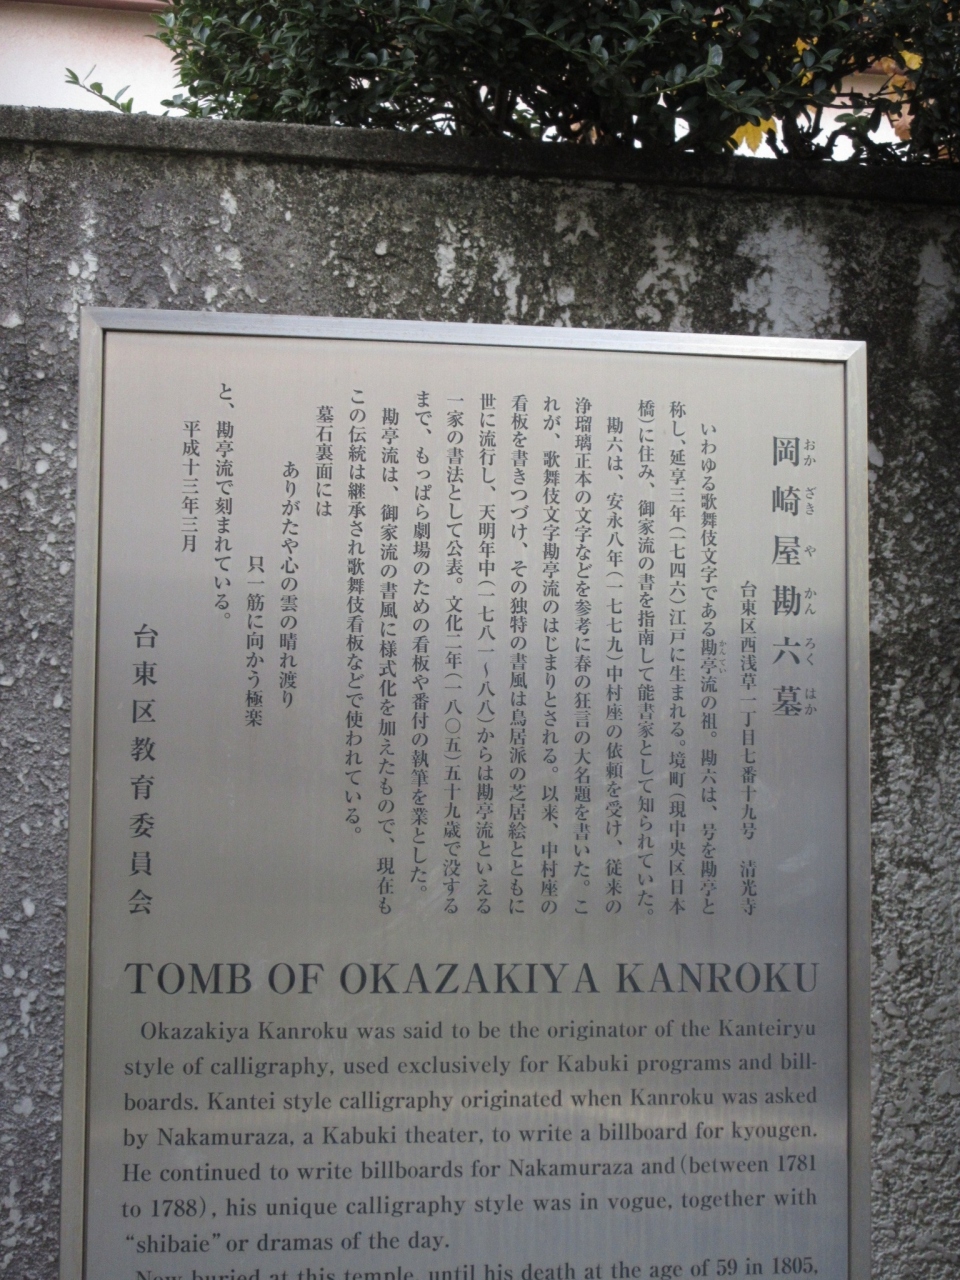 岡崎屋勘六墓
おかざきやかんろくはか
台東区西浅草一丁目七番十九号　清光寺
いわゆる歌舞伎文字である勘亭流の祖。勘六は、号を勘亭と
かんてい
称し、延享三年（一七四六）江戸に生まれる。境町（現中央区日本
橋）に住み、御家流の書を指南して能書家として知られていた。
勘六は、安永八年（一七七九）中村座の依頼を受け、従来の
浄瑠璃正本の文字などを参考に春の狂言の大名題を書いた。こ
れが、歌舞伎文字勘亭流のはじまりとされる。以来、中村座の
看板を書きつづけ、その独特の書風は鳥居派の芝居絵とともに
世に流行し、天明年中（一七八一～八八）からは勘亭流といえる
一家の書法として公表。文化二年（一八〇五）五十九歳で没する
まで、もっぱら劇場のための看板や番付の執筆を業とした。
勘亭流は、御家流の書風に様式化を加えたもので、現在も
この伝統は継承され歌舞伎看板などで使われている。
墓石裏面には
ありがたや心の雲の晴れ渡り
只一筋に向かう極楽
と、勘亭流で刻まれている。
平成十三年三月
台東区教育委員会
TOMB OF OKAZAKIYA KANROKU
Okazakiya Kanroku was said to be the originator of the Kanteiryu
style of calligraphy, used exclusively for Kabuki programs and bill-
boards. Kantei style calligraphy originated when Kanroku was asked
by Nakamuraza, a Kabuki theater, to write a billboard for kyougen.
He continued to write billboards for Nakamuraza and (between 1781
to 1788), his unique calligraphy style was in vogue, together with
"shibaie" or dramas of the day.
Now buried at this temple, until his death at the age of 59 in 1805,